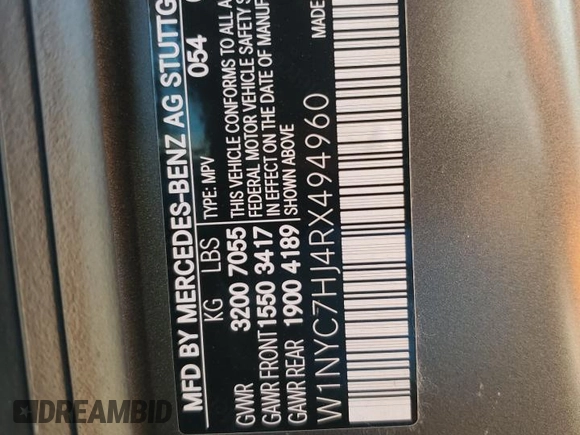 MFD BY MERCEDES-BENZ AG STUTTG
054
KG LBS TYPE: MPV
GVWR 3200 7055 THIS VEHICLE CONFORMS TO ALL A
GAWR FRONT 1550 3417 FEDERAL MOTOR VEHICLE SAFETY S
GAWR REAR 1900 4189 IN EFFECT ON THE DATE OF MANUF
SHOWN ABOVE
W1NYC7HJ4RX494960 MADE
DREAMBID